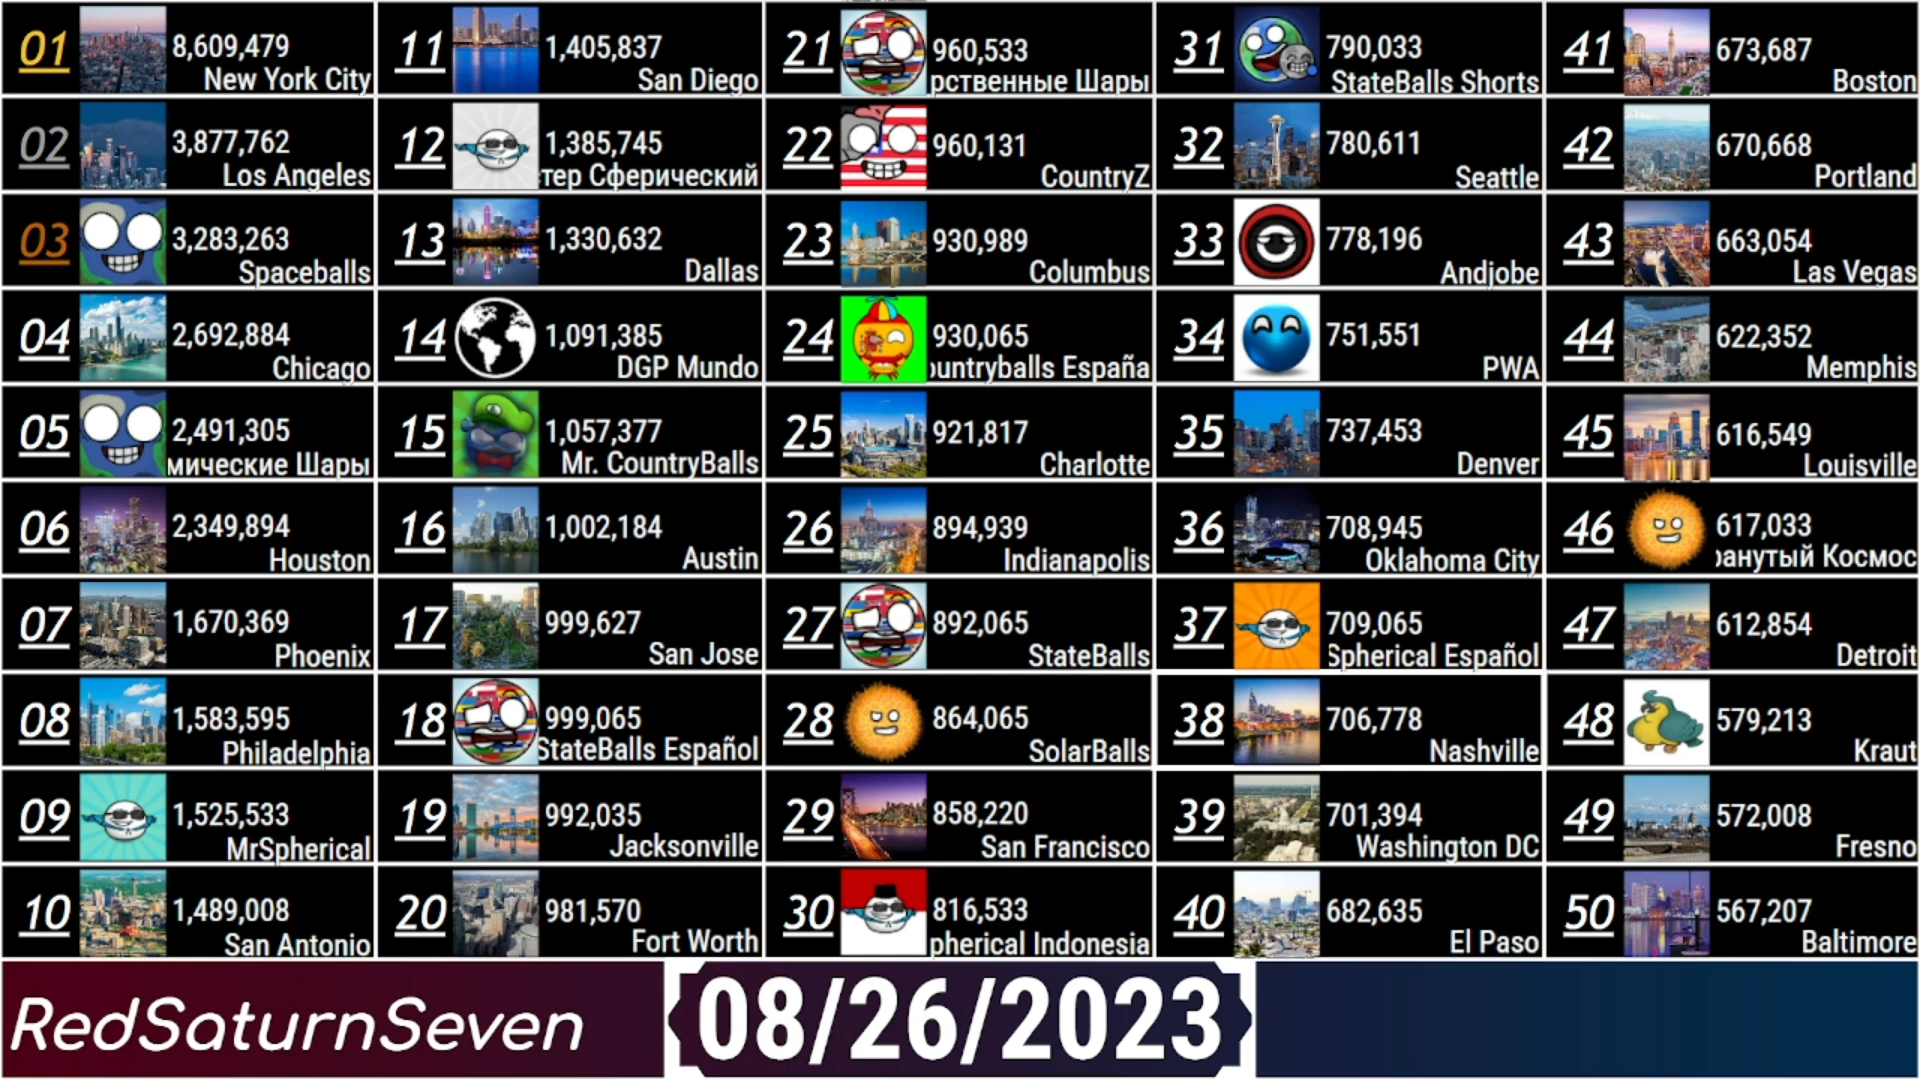 01
8,609,479
New York City
02
3,877,762
Los Angeles
03
3,283,263
Spaceballs
04
2,692,884
Chicago
05
2,491,305
мические Шары
06
2,349,894
Houston
07
1,670,369
Phoenix
08
1,583,595
Philadelphia
09
1,525,533
MrSpherical
10
1,489,008
San Antonio
11
1,405,837
San Diego
12
1,385,745
тер Сферический
13
1,330,632
Dallas
14
1,091,385
DGP Mundo
15
1,057,377
Mr. CountryBalls
16
1,002,184
Austin
17
999,627
San Jose
18
999,065
StateBalls Español
19
992,035
Jacksonville
20
981,570
Fort Worth
21
960,533
рственные Шары
22
960,131
CountryZ
23
930,989
Columbus
24
930,065
ountryballs España
25
921,817
Charlotte
26
894,939
Indianapolis
27
892,065
StateBalls
28
864,065
SolarBalls
29
858,220
San Francisco
30
816,533
pherical Indonesia
31
790,033
StateBalls Shorts
32
780,611
Seattle
33
778,196
Andjobe
34
751,551
PWA
35
737,453
Denver
36
708,945
Oklahoma City
37
709,065
Spherical Español
38
706,778
Nashville
39
701,394
Washington DC
40
682,635
El Paso
41
673,687
Boston
42
670,668
Portland
43
663,054
Las Vegas
44
622,352
Memphis
45
616,549
Louisville
46
617,033
ранутый Космос
47
612,854
Detroit
48
579,213
Kraut
49
572,008
Fresno
50
567,207
Baltimore
RedSaturnSeven
08/26/2023